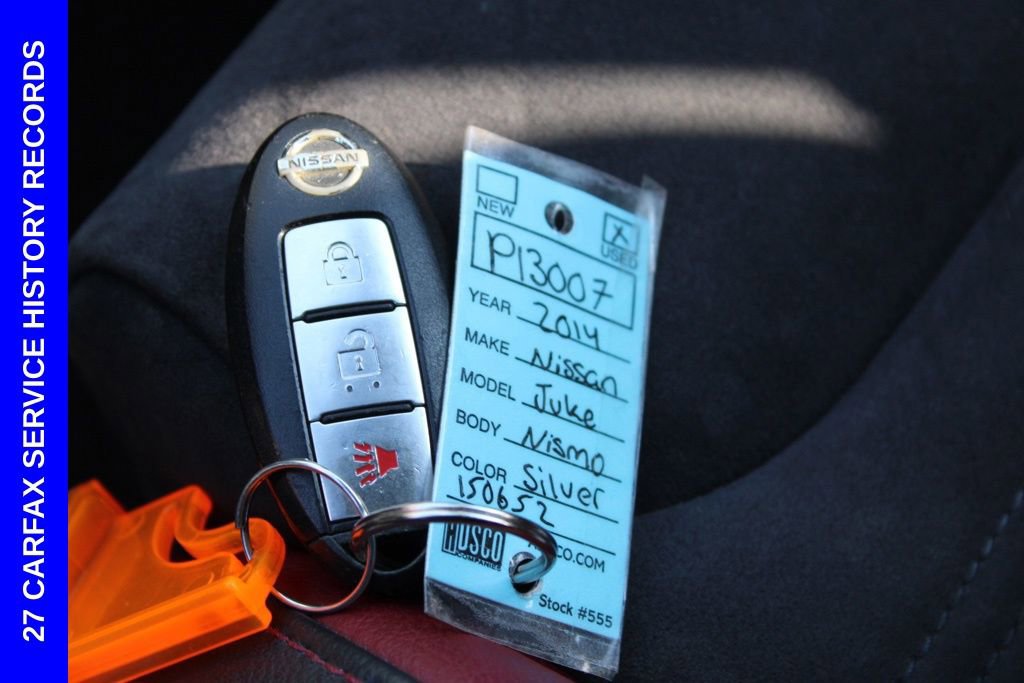 27 CARFAX SERVICE HISTORY RECORDS
NISSAN
NEW
X
USED
P13007
YEAR 2014
MAKE Nissan
MODEL Juke
BODY Nismo
COLOR Silver
150652
HUSCO
COMPANIES
Stock #555